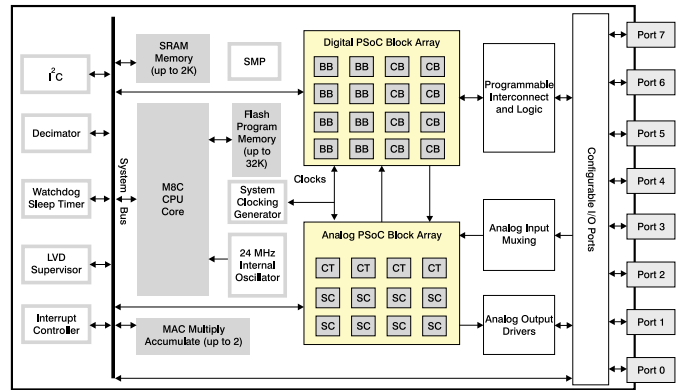 I2C
Decimator
Watchdog
Sleep Timer
LVD
Supervisor
Interrupt
Controller
System Bus
SRAM
Memory
(up to 2K)
SMP
M8C
CPU
Core
Flash
Program
Memory
(up to
32K)
System
Clocking
Generator
Clocks
24 MHz
Internal
Oscillator
MAC Multiply
Accumulate (up to 2)
Digital PSoC Block Array
BB BB CB CB
BB BB CB CB
BB BB CB CB
BB BB CB CB
Analog PSoC Block Array
CT CT CT CT
SC SC SC SC
SC SC SC SC
Programmable
Interconnect
and Logic
Analog Input
Muxing
Analog Output
Drivers
Configurable I/O Ports
Port 7
Port 6
Port 5
Port 4
Port 3
Port 2
Port 1
Port 0